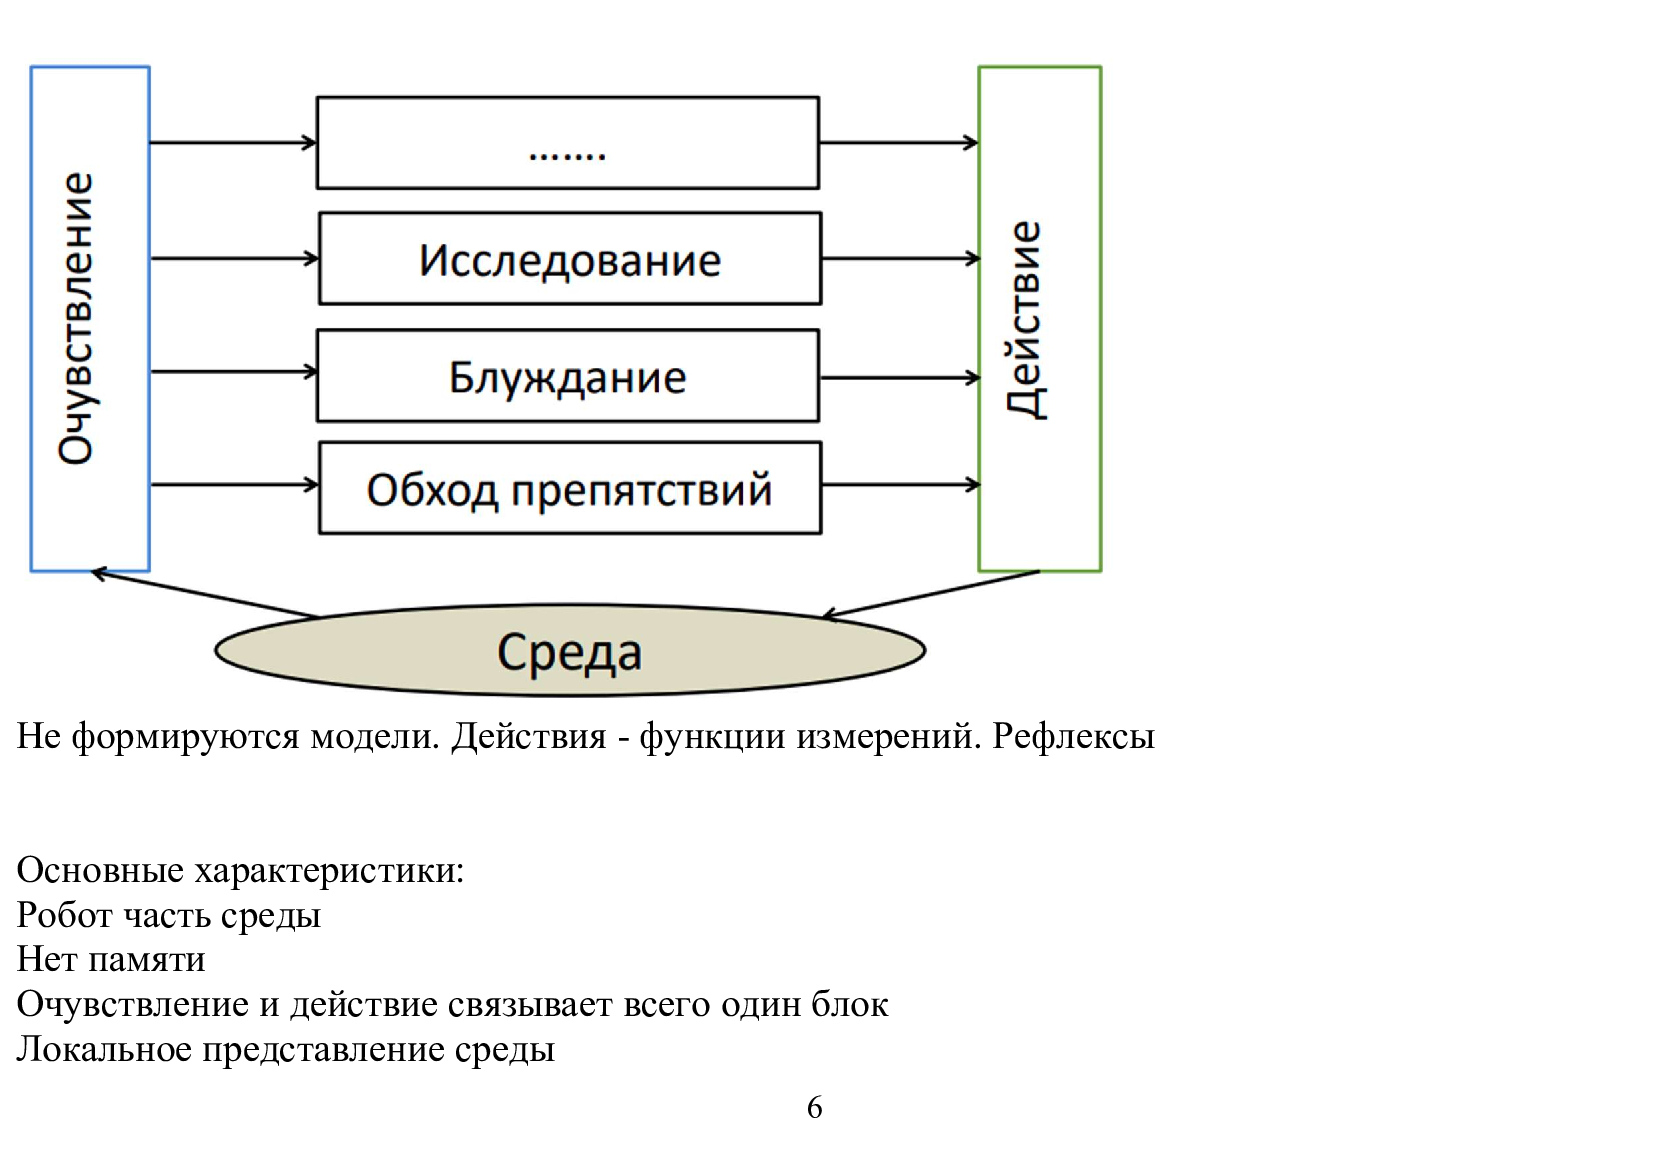 Очувствление
…….
Исследование
Блуждание
Обход препятствий
Действие
Среда
Не формируются модели. Действия - функции измерений. Рефлексы
Основные характеристики:
Робот часть среды
Нет памяти
Очувствление и действие связывает всего один блок
Локальное представление среды
6